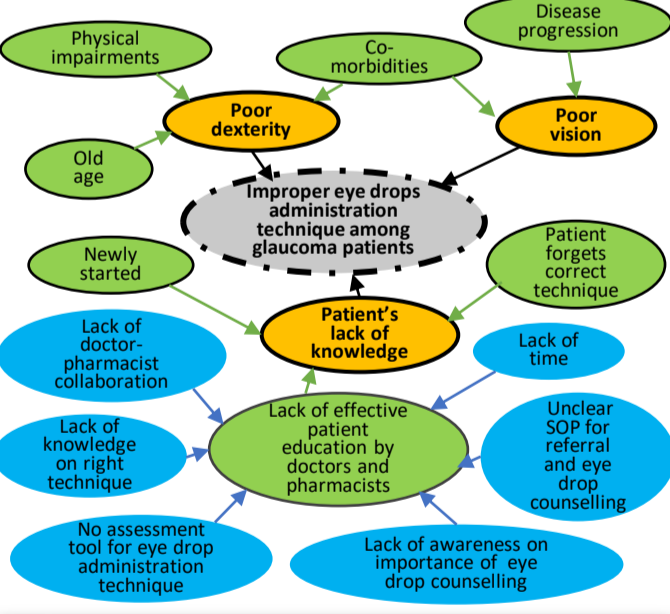 Disease
progression
Physical
impairments
Co-
morbidities
Poor
dexterity
Poor
vision
Old
age
Improper eye drops
administration
technique among
glaucoma patients
Newly
started
Patient
forgets
correct
technique
Patient's
lack of
knowledge
Lack of
doctor-
pharmacist
collaboration
Lack of
time
Lack of effective
patient
education by
doctors and
pharmacists
Lack of
knowledge
on right
technique
Unclear
SOP for
referral
and eye
drop
counselling
No assessment
tool for eye drop
administration
technique
Lack of awareness on
importance of eye
drop counselling